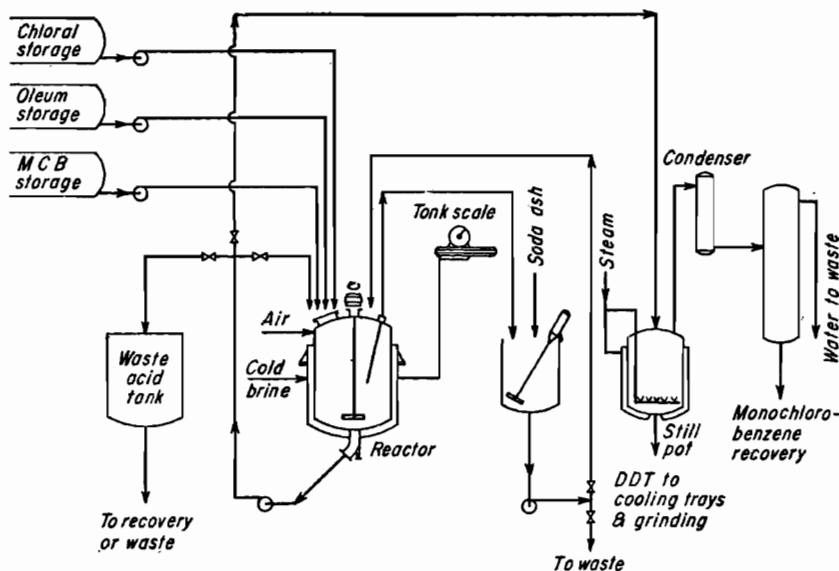 Chloral
storage
Oleum
storage
M C B
storage
Tank scale
Soda ash
Steam
Condenser
Air
Cold
brine
Waste
acid
tank
Reactor
Still
pot
Water to waste
Monochloro-
benzene
recovery
DDT to
cooling trays
& grinding
To recovery
or waste
To waste